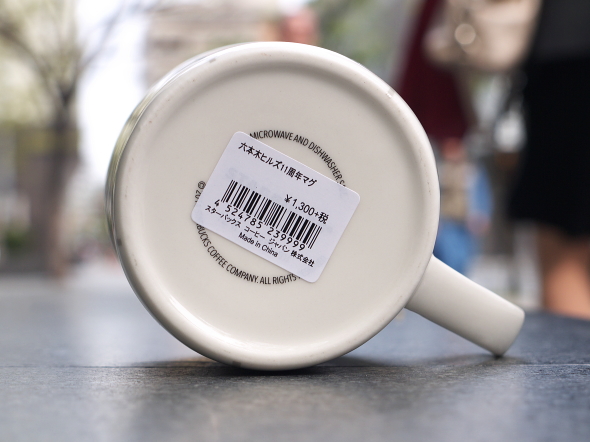 MICROWAVE AND DISHWASHER
六本木ヒルズ11周年マグ
¥1,300+税
4 524785 239999
スターバックス コーヒー ジャパン 株式会社
Made in China
COFFEE COMPANY. ALL RIGHTS